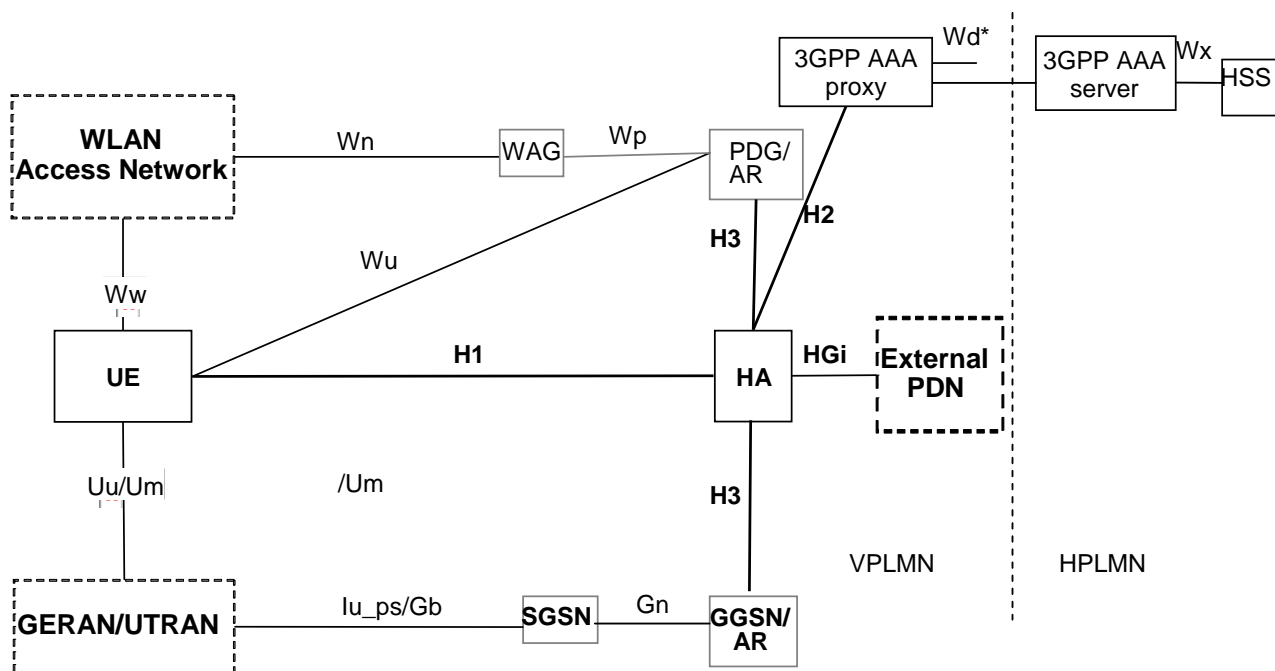 Wd*
3GPP AAA
proxy
3GPP AAA
server
Wx
HSS
WLAN
Access Network
Wn
WAG
Wp
PDG/
AR
H2
H3
Wu
Ww
UE
H1
HA
HGi
External
PDN
Uu/Um
/Um
H3
VPLMN
HPLMN
GERAN/UTRAN
Iu_ps/Gb
SGSN
Gn
GGSN/
AR